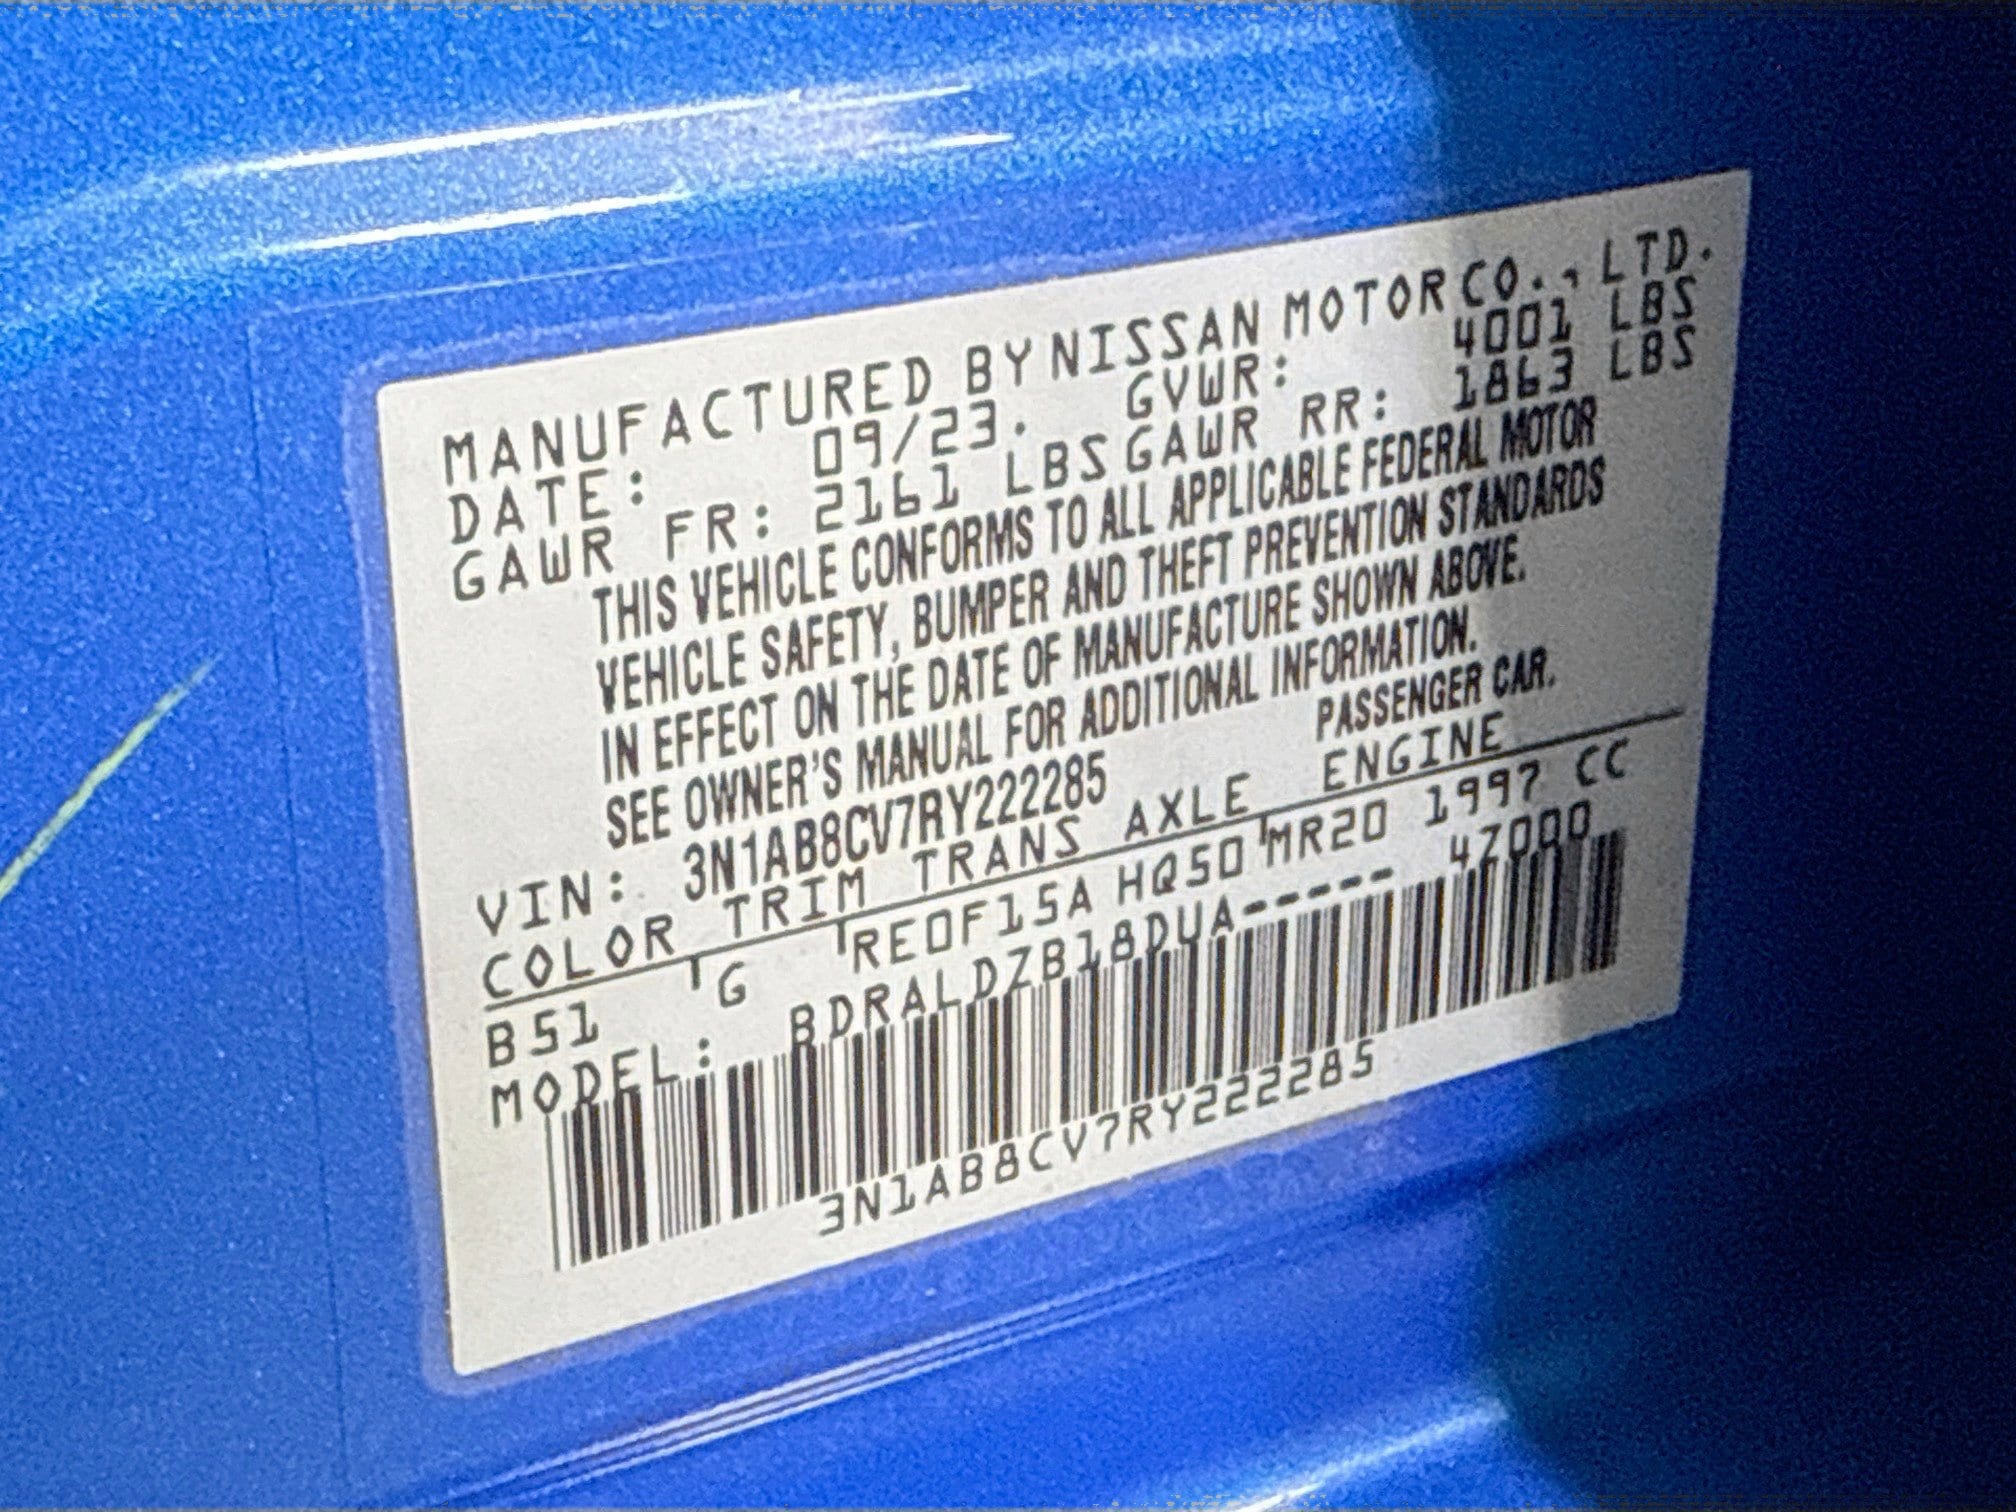 MANUFACTURED BY NISSAN MOTOR CO., LTD.
DATE: 09/23. GVWR: 4001 LBS
GAWR FR: 2161 LBS GAWR RR: 1863 LBS
THIS VEHICLE CONFORMS TO ALL APPLICABLE FEDERAL MOTOR
VEHICLE SAFETY, BUMPER AND THEFT PREVENTION STANDARDS
IN EFFECT ON THE DATE OF MANUFACTURE SHOWN ABOVE.
SEE OWNER'S MANUAL FOR ADDITIONAL INFORMATION.
VIN: 3N1AB8CV7RY222285 PASSENGER CAR.
COLOR TRIM TRANS AXLE ENGINE
B51 G RE0F15A HQ50 MR20 1997 CC
MODEL: BDRALDZB18DUA----- 4Z000
3N1AB8CV7RY222285